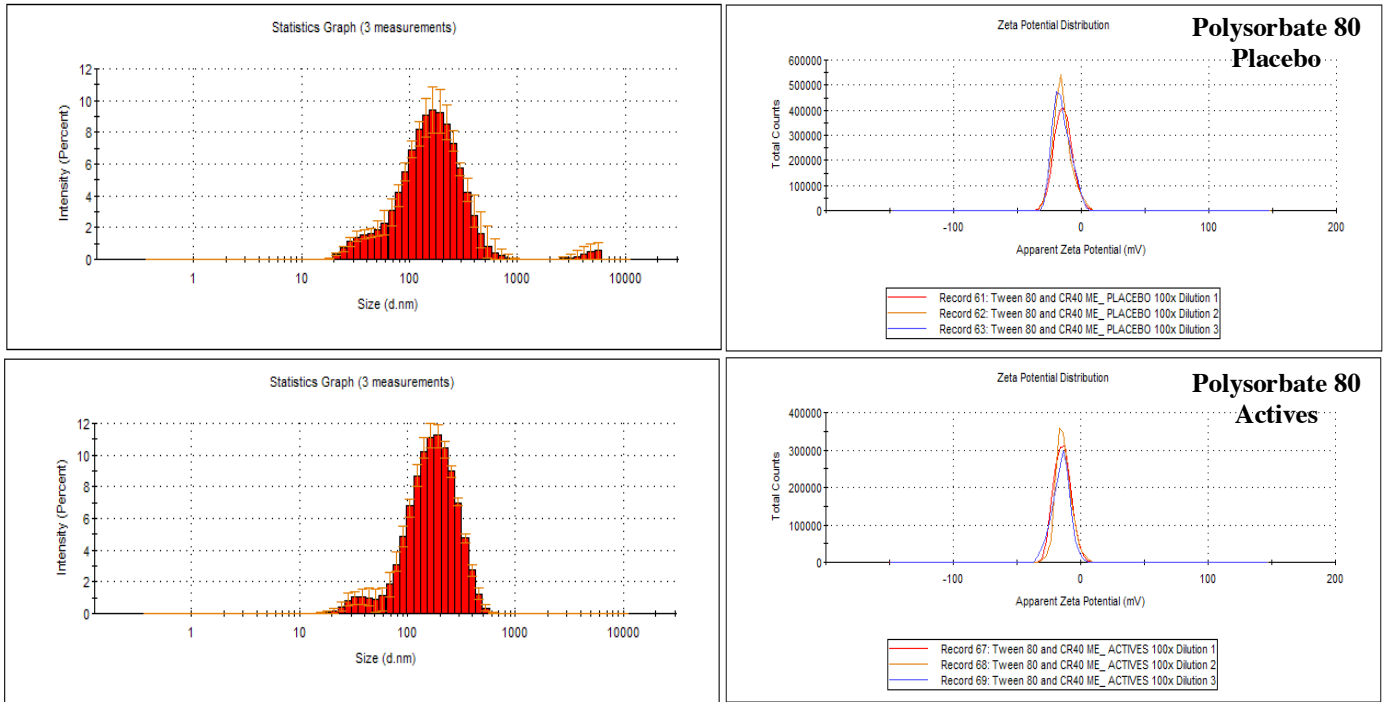 Statistics Graph (3 measurements)
12
10
8
6
4
2
0
Intensity (Percent)
1
10
100
1000
10000
Size (d.nm)
Zeta Potential Distribution
Polysorbate 80
Placebo
600000
500000
400000
300000
200000
100000
0
Total Counts
-100
0
100
200
Apparent Zeta Potential (mV)
Record 61: Tween 80 and CR40 ME_ PLACEBO 100x Dilution 1
Record 62: Tween 80 and CR40 ME_ PLACEBO 100x Dilution 2
Record 63: Tween 80 and CR40 ME_ PLACEBO 100x Dilution 3
Statistics Graph (3 measurements)
12
10
8
6
4
2
0
Intensity (Percent)
1
10
100
1000
10000
Size (d.nm)
Zeta Potential Distribution
Polysorbate 80
Actives
400000
300000
200000
100000
0
Total Counts
-100
0
100
200
Apparent Zeta Potential (mV)
Record 67: Tween 80 and CR40 ME_ ACTIVES 100x Dilution 1
Record 68: Tween 80 and CR40 ME_ ACTIVES 100x Dilution 2
Record 69: Tween 80 and CR40 ME_ ACTIVES 100x Dilution 3